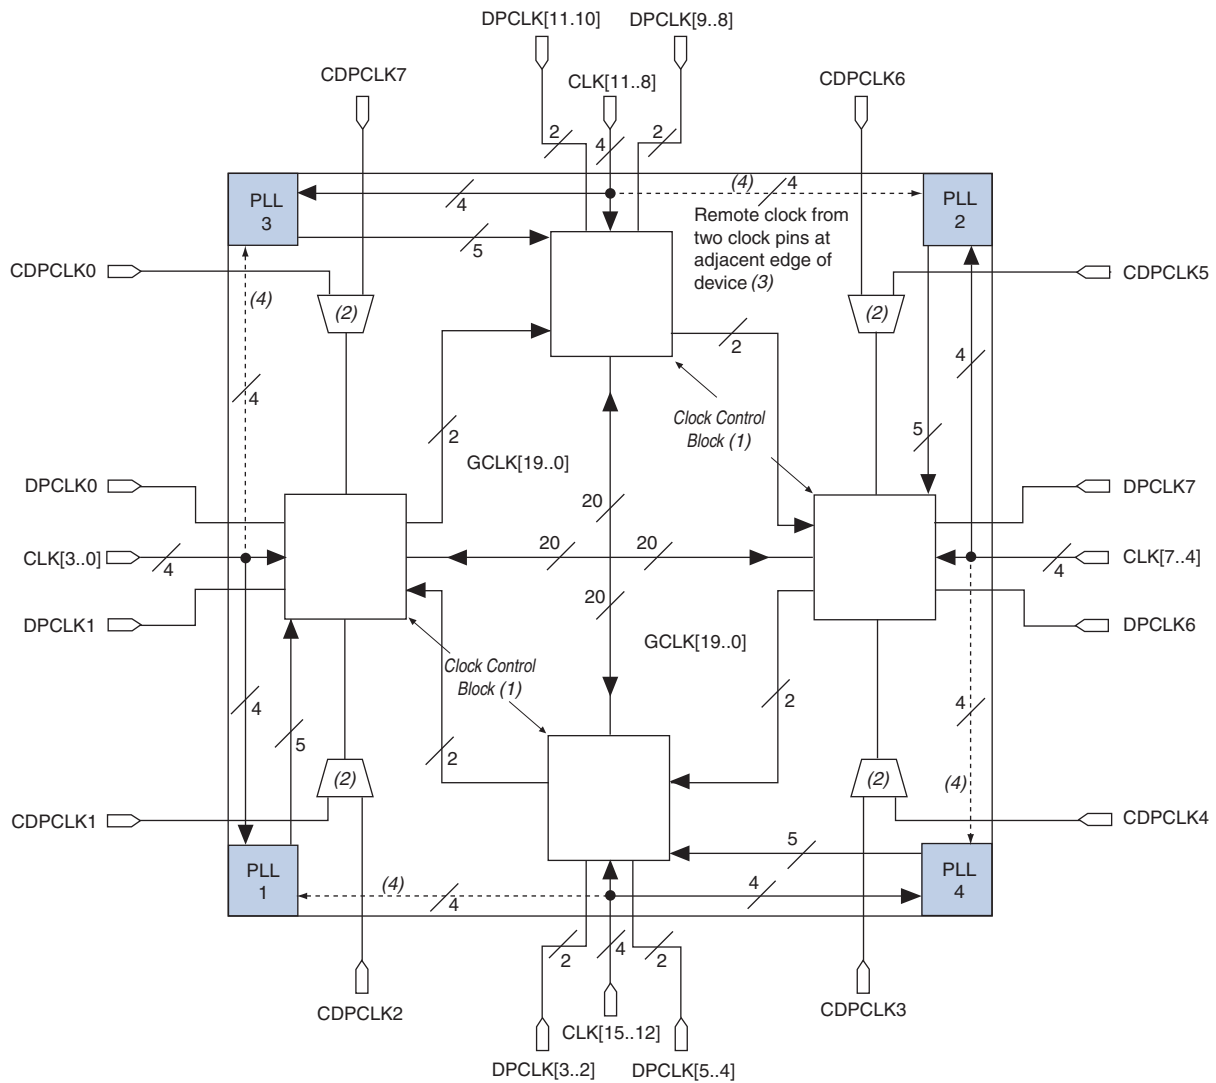 DPCLK[11.10]
DPCLK[9..8]
CDPCLK7
CLK[11..8]
CDPCLK6
2
4
2
PLL
3
4
(4)
4
PLL
2
Remote clock from
two clock pins at
adjacent edge of
device (3)
5
CDPCLK0
CDPCLK5
(4)
(2)
(2)
2
4
4
Clock Control
Block (1)
2
5
GCLK[19..0]
DPCLK0
DPCLK7
20
CLK[3..0]
4
20
20
4
CLK[7..4]
20
DPCLK1
DPCLK6
GCLK[19..0]
Clock Control
Block (1)
4
5
2
2
4
(2)
(2)
(4)
CDPCLK1
CDPCLK4
5
PLL
1
(4)
4
4
PLL
4
2
4
2
CDPCLK2
CDPCLK3
CLK[15..12]
DPCLK[3..2]
DPCLK[5..4]